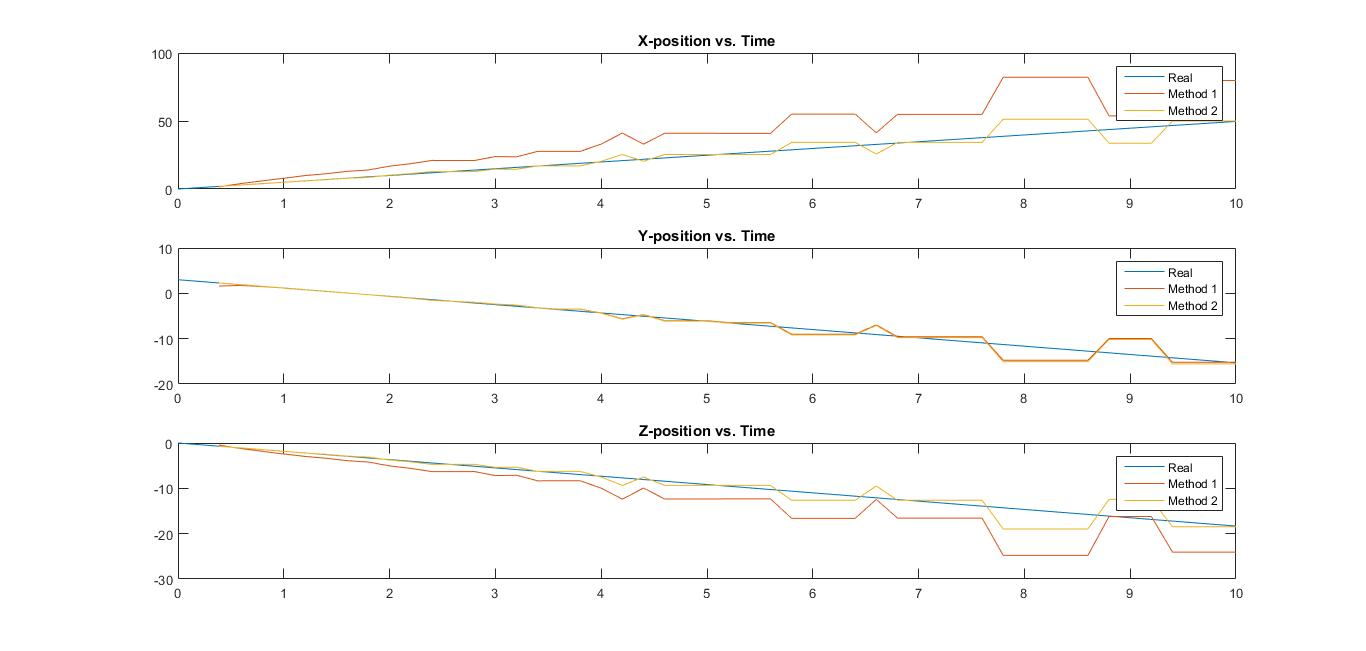 X-position vs. Time
100
50
0
0 1 2 3 4 5 6 7 8 9 10
Real
Method 1
Method 2
Y-position vs. Time
10
0
-10
-20
0 1 2 3 4 5 6 7 8 9 10
Real
Method 1
Method 2
Z-position vs. Time
0
-10
-20
-30
0 1 2 3 4 5 6 7 8 9 10
Real
Method 1
Method 2